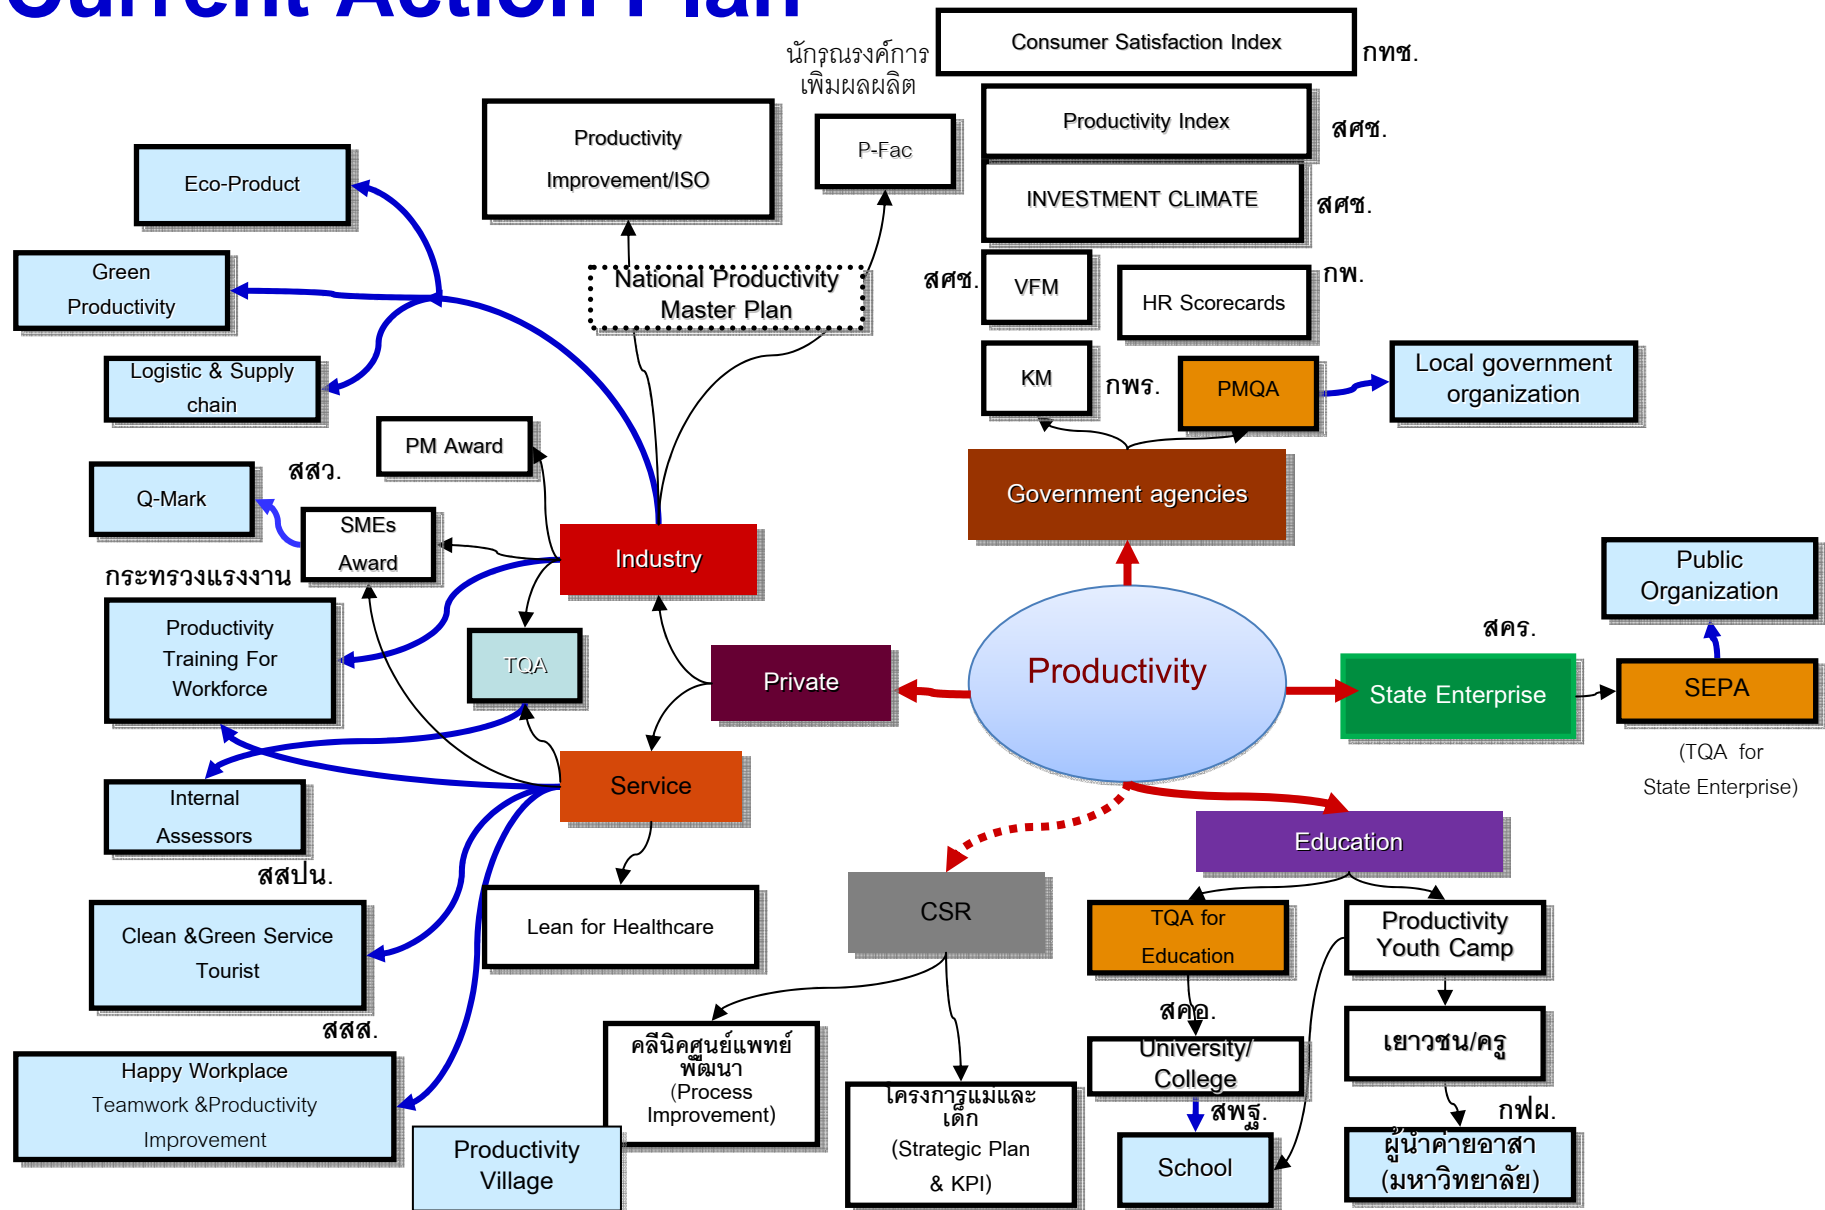 Current Action Plan
Consumer Satisfaction Index
กทช.
นักรณรงค์การ
เพิ่มผลผลิต
Productivity
Improvement/ISO
P-Fac
Productivity Index
สศช.
Eco-Product
INVESTMENT CLIMATE
สศช.
Green
Productivity
National Productivity
Master Plan
สศช.
VFM
HR Scorecards
กพ.
Logistic & Supply
chain
KM
กพร.
PMQA
Local government
organization
PM Award
สสว.
Q-Mark
SMEs
Award
Government agencies
Industry
กระทรวงแรงงาน
Public
Organization
Productivity
Training For
Workforce
TQA
Private
Productivity
สคร.
State Enterprise
SEPA
(TQA for
State Enterprise)
Service
Internal
Assessors
Education
สสปน.
Clean &Green Service
Tourist
Lean for Healthcare
CSR
TQA for
Education
Productivity
Youth Camp
สสส.
สคอ.
Happy Workplace
Teamwork &Productivity
Improvement
คลีนิคศูนย์แพทย์
พัฒนา
(Process
Improvement)
University/
College
เยาวชน/ครู
โครงการแม่และ
เด็ก
(Strategic Plan
& KPI)
สพฐ.
กฟผ.
Productivity
Village
School
ผู้นำค่ายอาสา
(มหาวิทยาลัย)